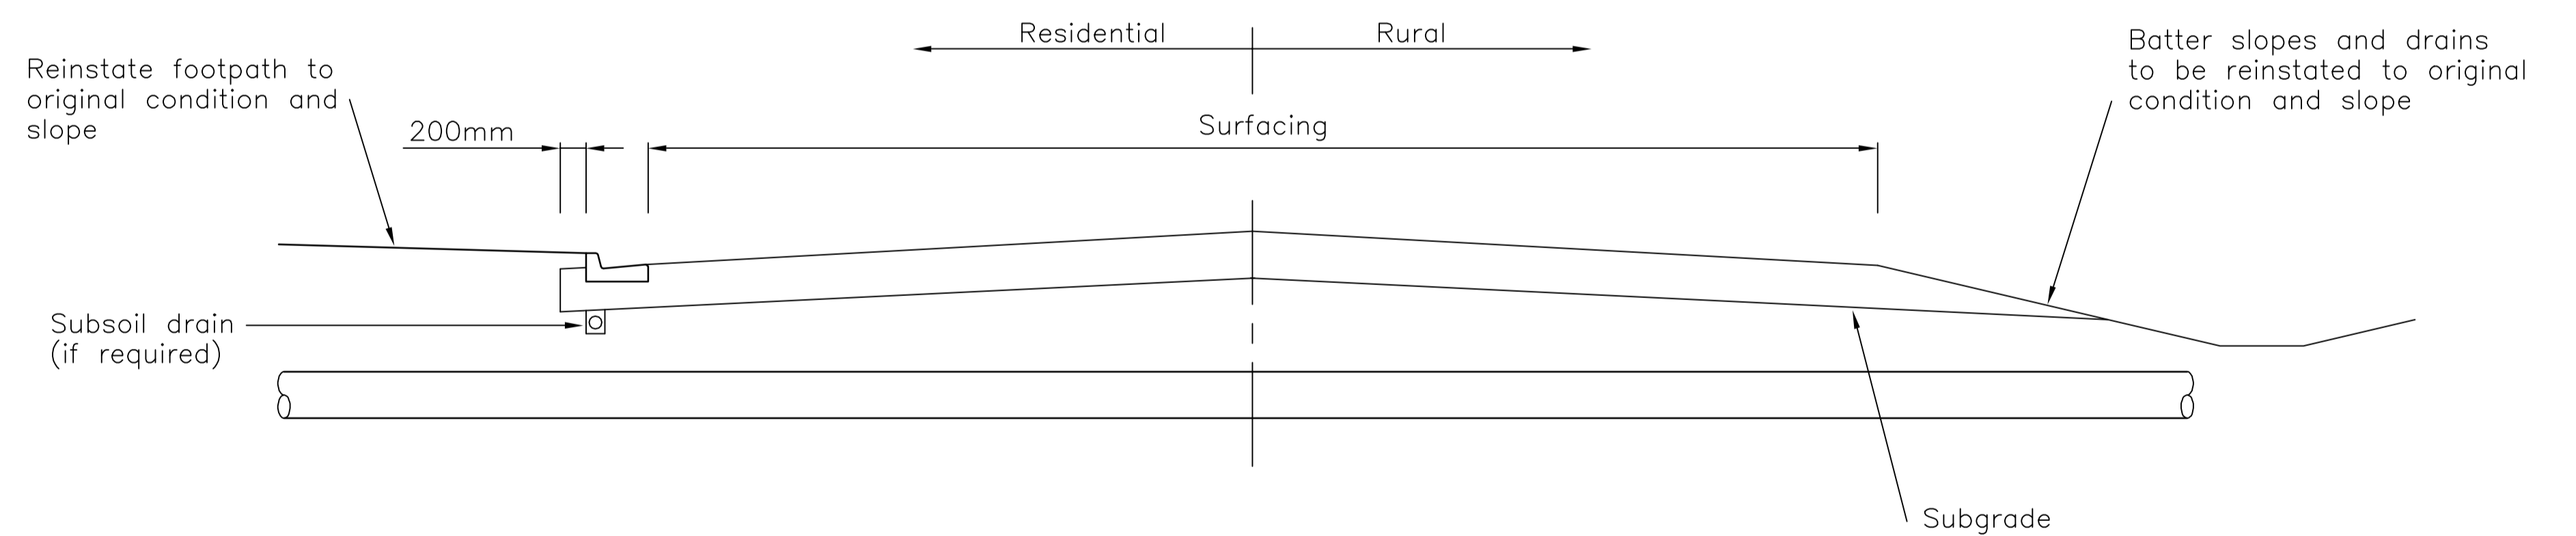 Residential
Rural
Reinstate footpath to
original condition and
slope
200mm
Surfacing
Batter slopes and drains
to be reinstated to original
condition and slope
Subsoil drain
(if required)
Subgrade